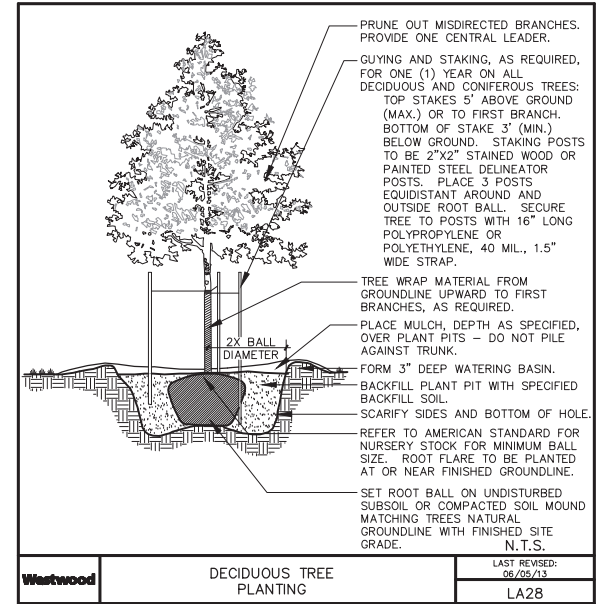 PRUNE OUT MISDIRECTED BRANCHES.
PROVIDE ONE CENTRAL LEADER.
GUYING AND STAKING, AS REQUIRED,
FOR ONE (1) YEAR ON ALL
DECIDUOUS AND CONIFEROUS TREES:
TOP STAKES 5' ABOVE GROUND
(MAX.) OR TO FIRST BRANCH.
BOTTOM OF STAKE 3' (MIN.)
BELOW GROUND. STAKING POSTS
TO BE 2"X2" STAINED WOOD OR
PAINTED STEEL DELINEATOR
POSTS. PLACE 3 POSTS
EQUIDISTANT AROUND AND
OUTSIDE ROOT BALL. SECURE
TREE TO POSTS WITH 16" LONG
POLYPROPYLENE OR
POLYETHYLENE, 40 MIL., 1.5"
WIDE STRAP.
TREE WRAP MATERIAL FROM
GROUNDLINE UPWARD TO FIRST
BRANCHES, AS REQUIRED.
2X BALL
DIAMETER
PLACE MULCH, DEPTH AS SPECIFIED,
OVER PLANT PITS – DO NOT PILE
AGAINST TRUNK.
FORM 3" DEEP WATERING BASIN.
BACKFILL PLANT PIT WITH SPECIFIED
BACKFILL SOIL.
SCARIFY SIDES AND BOTTOM OF HOLE.
REFER TO AMERICAN STANDARD FOR
NURSERY STOCK FOR MINIMUM BALL
SIZE. ROOT FLARE TO BE PLANTED
AT OR NEAR FINISHED GROUNDLINE.
SET ROOT BALL ON UNDISTURBED
SUBSOIL OR COMPACTED SOIL MOUND
MATCHING TREES NATURAL
GROUNDLINE WITH FINISHED SITE
GRADE.
N.T.S.
Westwood
DECIDUOUS TREE
PLANTING
LAST REVISED:
06/05/13
LA28